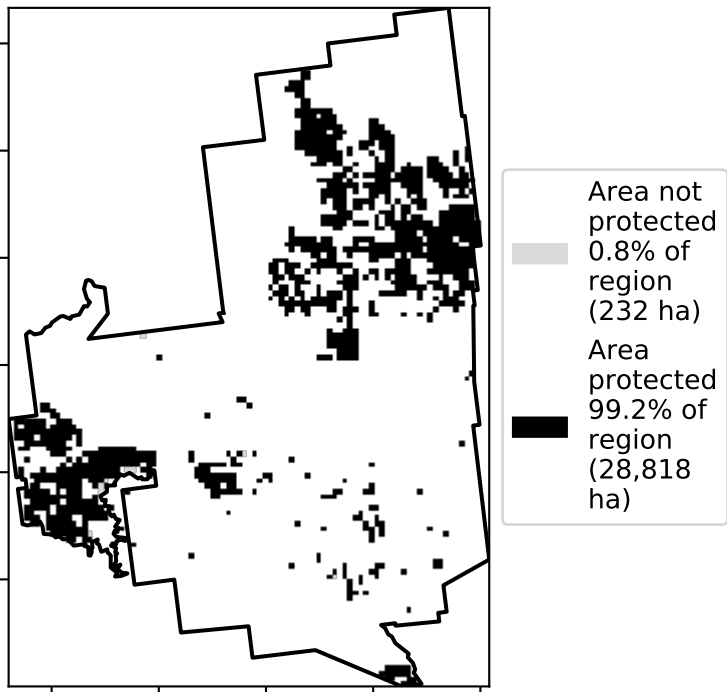 Area not
protected
0.8% of
region
(232 ha)
Area
protected
99.2% of
region
(28,818
ha)